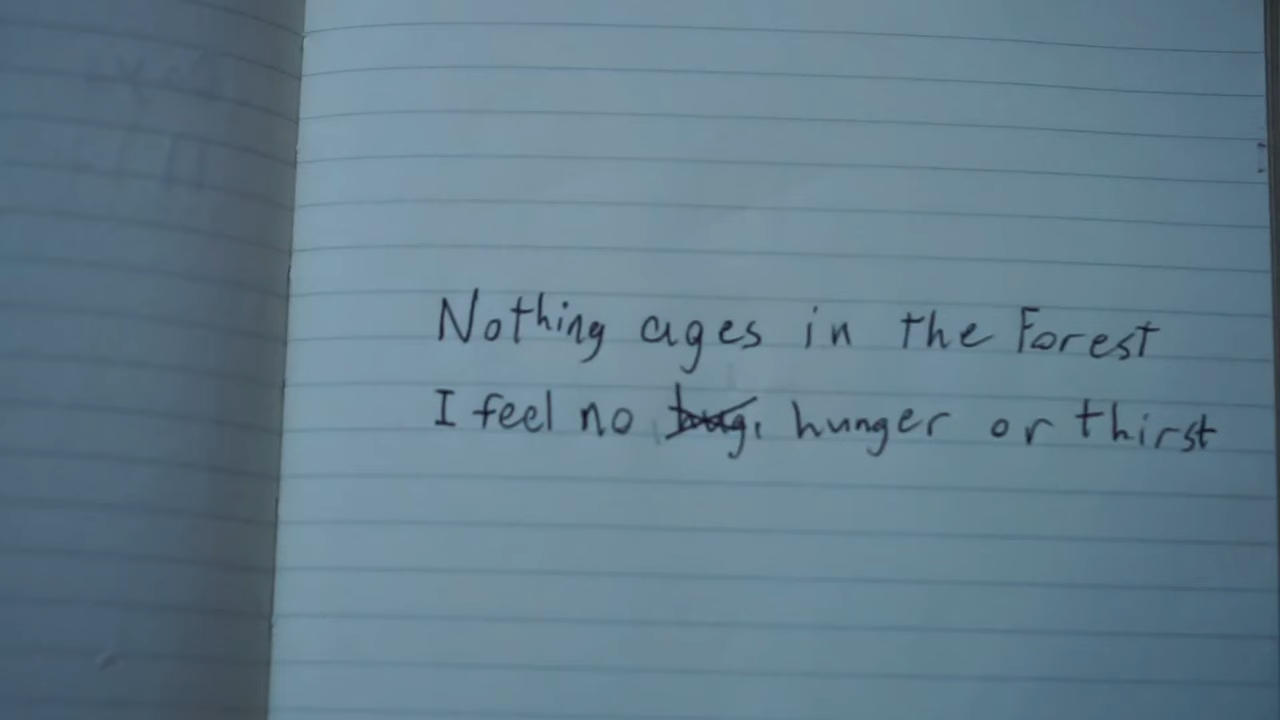 Nothing ages in the Forest
I feel no hunger or thirst